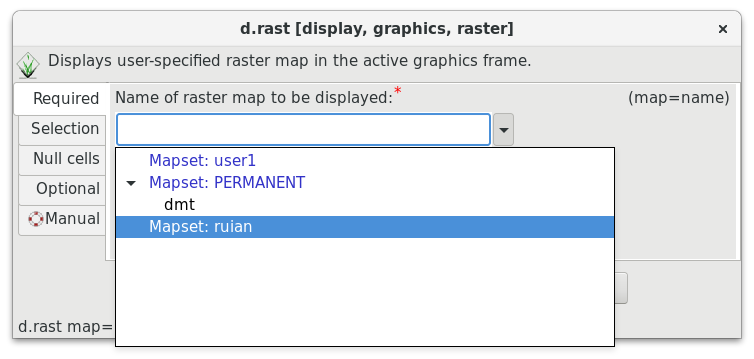 d.rast [display, graphics, raster]
Displays user-specified raster map in the active graphics frame.
Required
Name of raster map to be displayed:*
(map=name)
Selection
Null cells
Optional
Manual
Mapset: user1
Mapset: PERMANENT
dmt
Mapset: ruian
d.rast map=